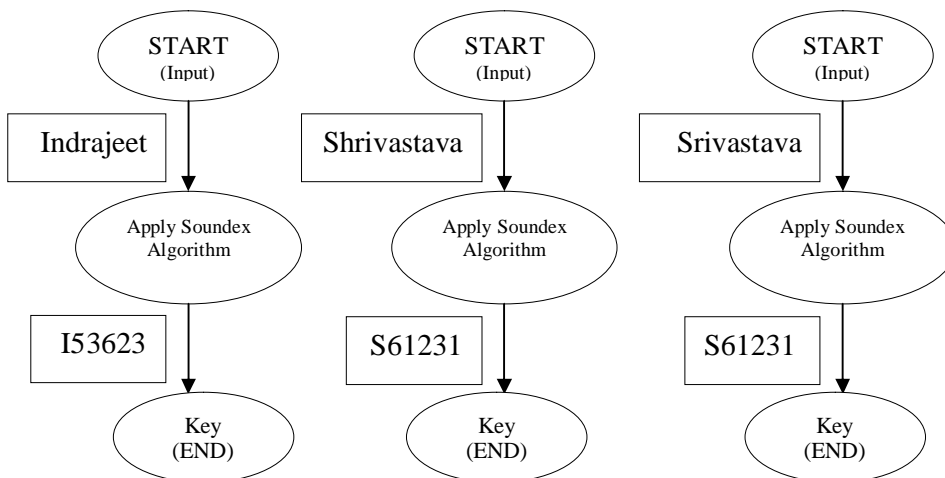 START
(Input)
Indrajeet
Apply Soundex
Algorithm
I53623
Key
(END)
START
(Input)
Shrivastava
Apply Soundex
Algorithm
S61231
Key
(END)
START
(Input)
Srivastava
Apply Soundex
Algorithm
S61231
Key
(END)